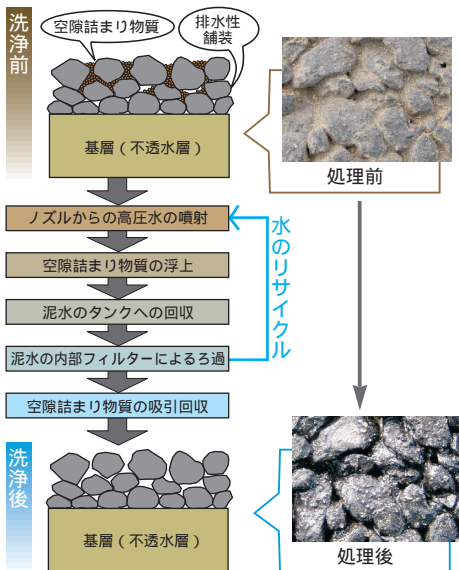 洗浄前
空隙詰まり物質
排水性
舗装
基層(不透水層)
処理前
ノズルからの高圧水の噴射
空隙詰まり物質の浮上
泥水のタンクへの回収
泥水の内部フィルターによるろ過
空隙詰まり物質の吸引回収
水のリサイクル
洗浄後
基層(不透水層)
処理後